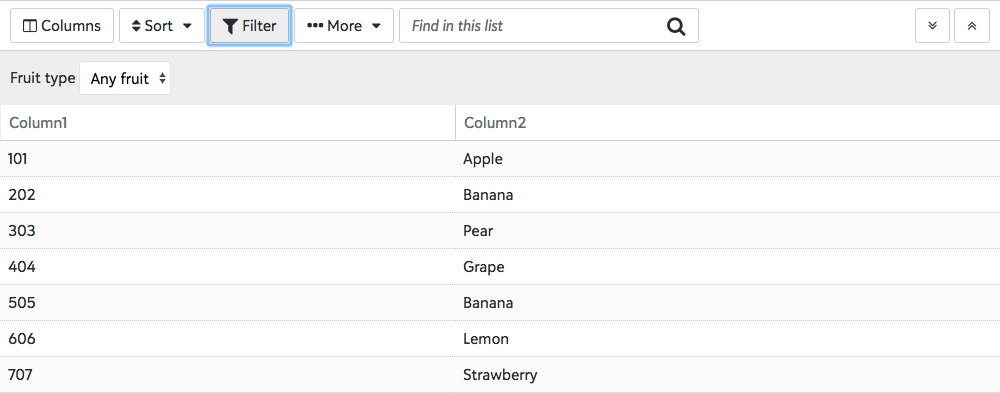 Columns Sort Filter More Find in this list
Fruit type Any fruit
Column1 Column2
101 Apple
202 Banana
303 Pear
404 Grape
505 Banana
606 Lemon
707 Strawberry